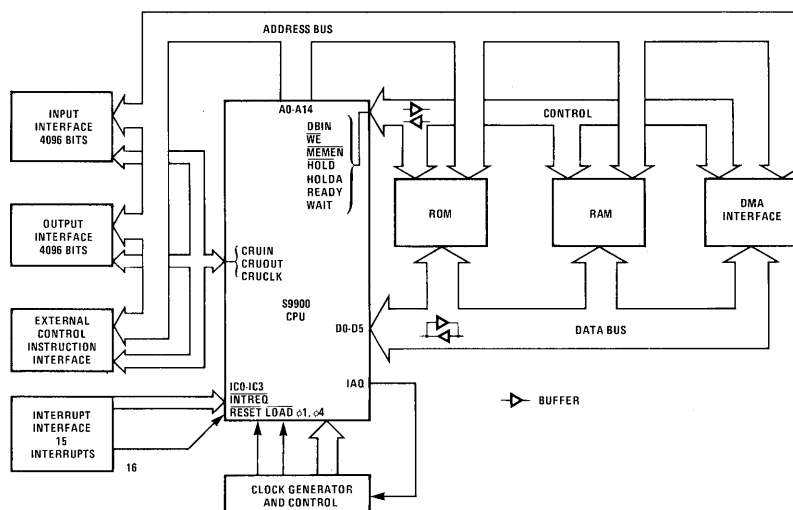 ADDRESS BUS
INPUT
INTERFACE
4096 BITS
OUTPUT
INTERFACE
4096 BITS
EXTERNAL
CONTROL
INSTRUCTION
INTERFACE
INTERRUPT
INTERFACE
15
INTERRUPTS
16
A0-A14
DBIN
WE
MEMEN
HOLD
HOLDA
READY
WAIT
CRUIN
CRUOUT
CRUCLK
S9900
CPU
D0-D5
IAQ
IC0-IC3
INTREQ
RESET LOAD ϕ1, ϕ4
CLOCK GENERATOR
AND CONTROL
CONTROL
ROM
RAM
DMA
INTERFACE
DATA BUS
BUFFER